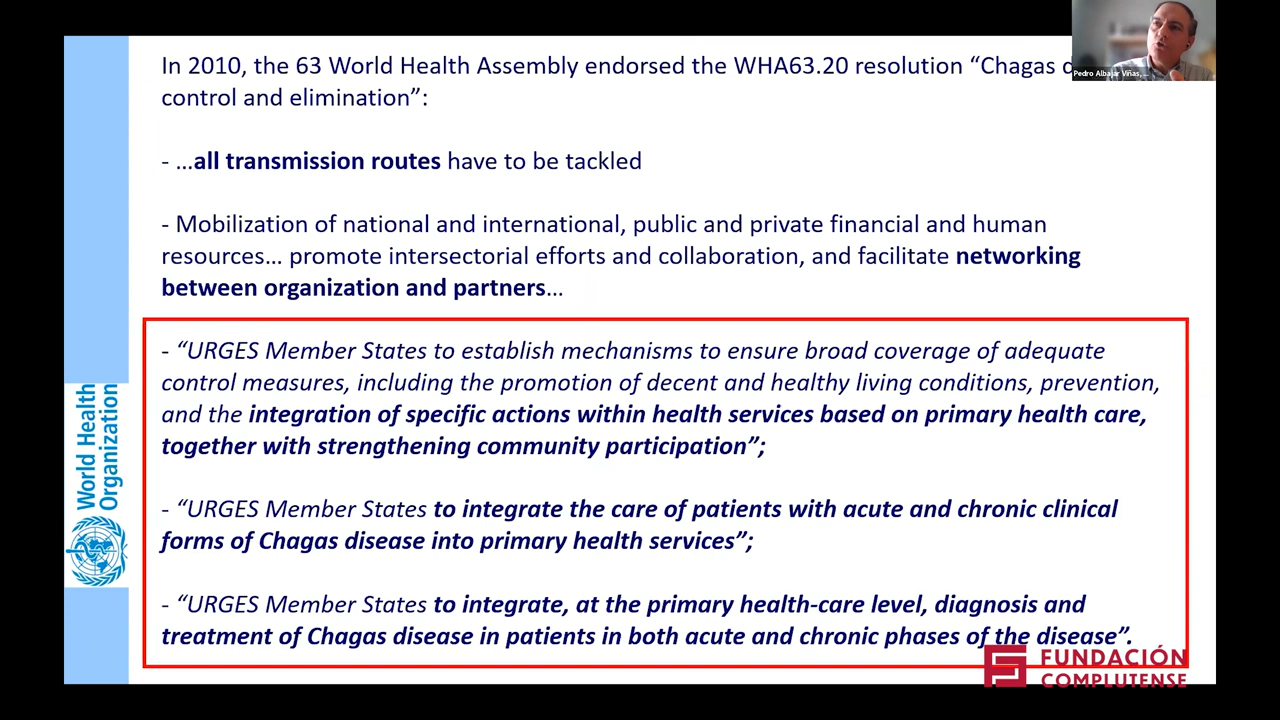 In 2010, the 63 World Health Assembly endorsed the WHA63.20 resolution “Chagas
control and elimination”:
- …all transmission routes have to be tackled
- Mobilization of national and international, public and private financial and human
resources… promote intersectorial efforts and collaboration, and facilitate networking
between organization and partners…
- “URGES Member States to establish mechanisms to ensure broad coverage of adequate
control measures, including the promotion of decent and healthy living conditions, prevention,
and the integration of specific actions within health services based on primary health care,
together with strengthening community participation”;
- “URGES Member States to integrate the care of patients with acute and chronic clinical
forms of Chagas disease into primary health services”;
- “URGES Member States to integrate, at the primary health-care level, diagnosis and
treatment of Chagas disease in patients in both acute and chronic phases of the disease”.
World Health
Organization
Pedro Albajar Viñas,...
FUNDACIÓN
COMPLUTENSE